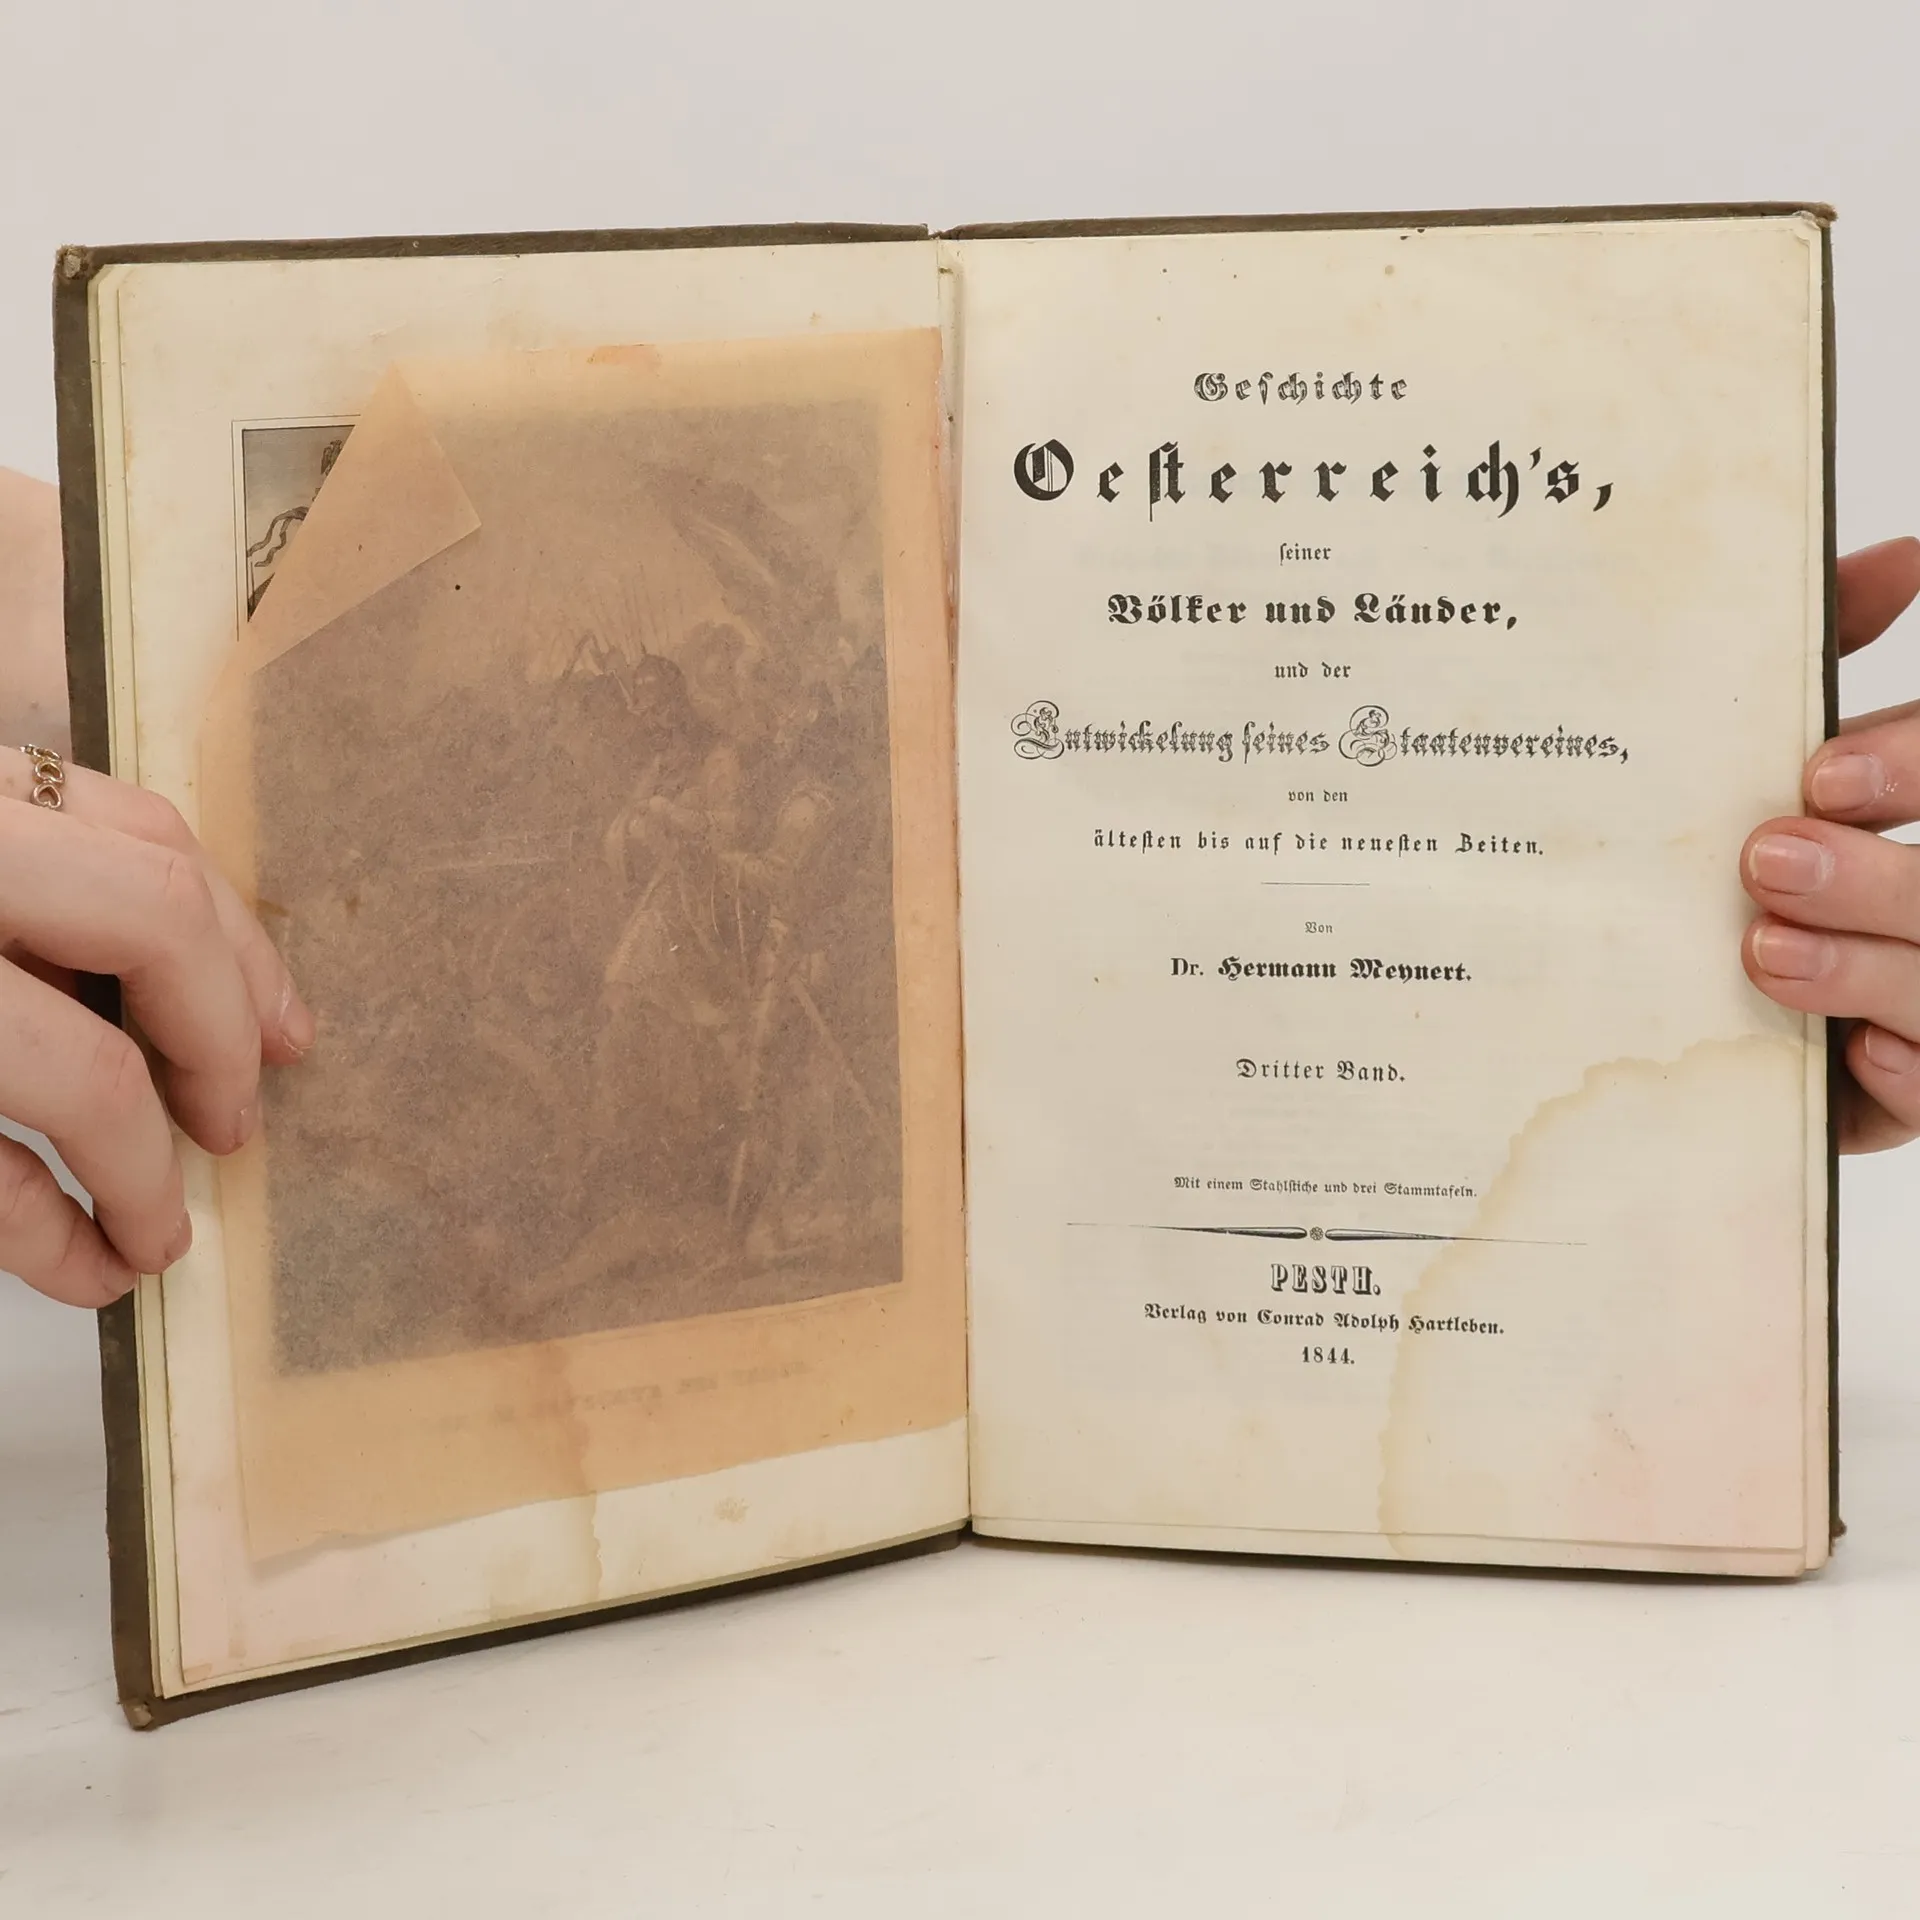 Geschichte
Oesterreich's,
seiner
Völker und Länder,
und der
Entwickelung seines Staatenvereines,
von den
ältesten bis auf die neuesten Zeiten.
Von
Dr. Hermann Meynert.
Dritter Band.
Mit einem Stahlstiche und drei Stammtafeln.
PESTH.
Verlag von Conrad Adolph Hartleben.
1844.